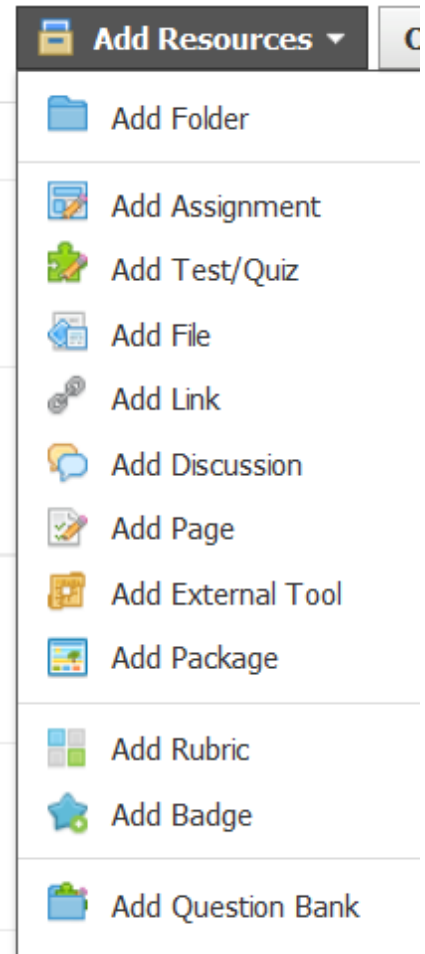 Add Resources
Add Folder
Add Assignment
Add Test/Quiz
Add File
Add Link
Add Discussion
Add Page
Add External Tool
Add Package
Add Rubric
Add Badge
Add Question Bank